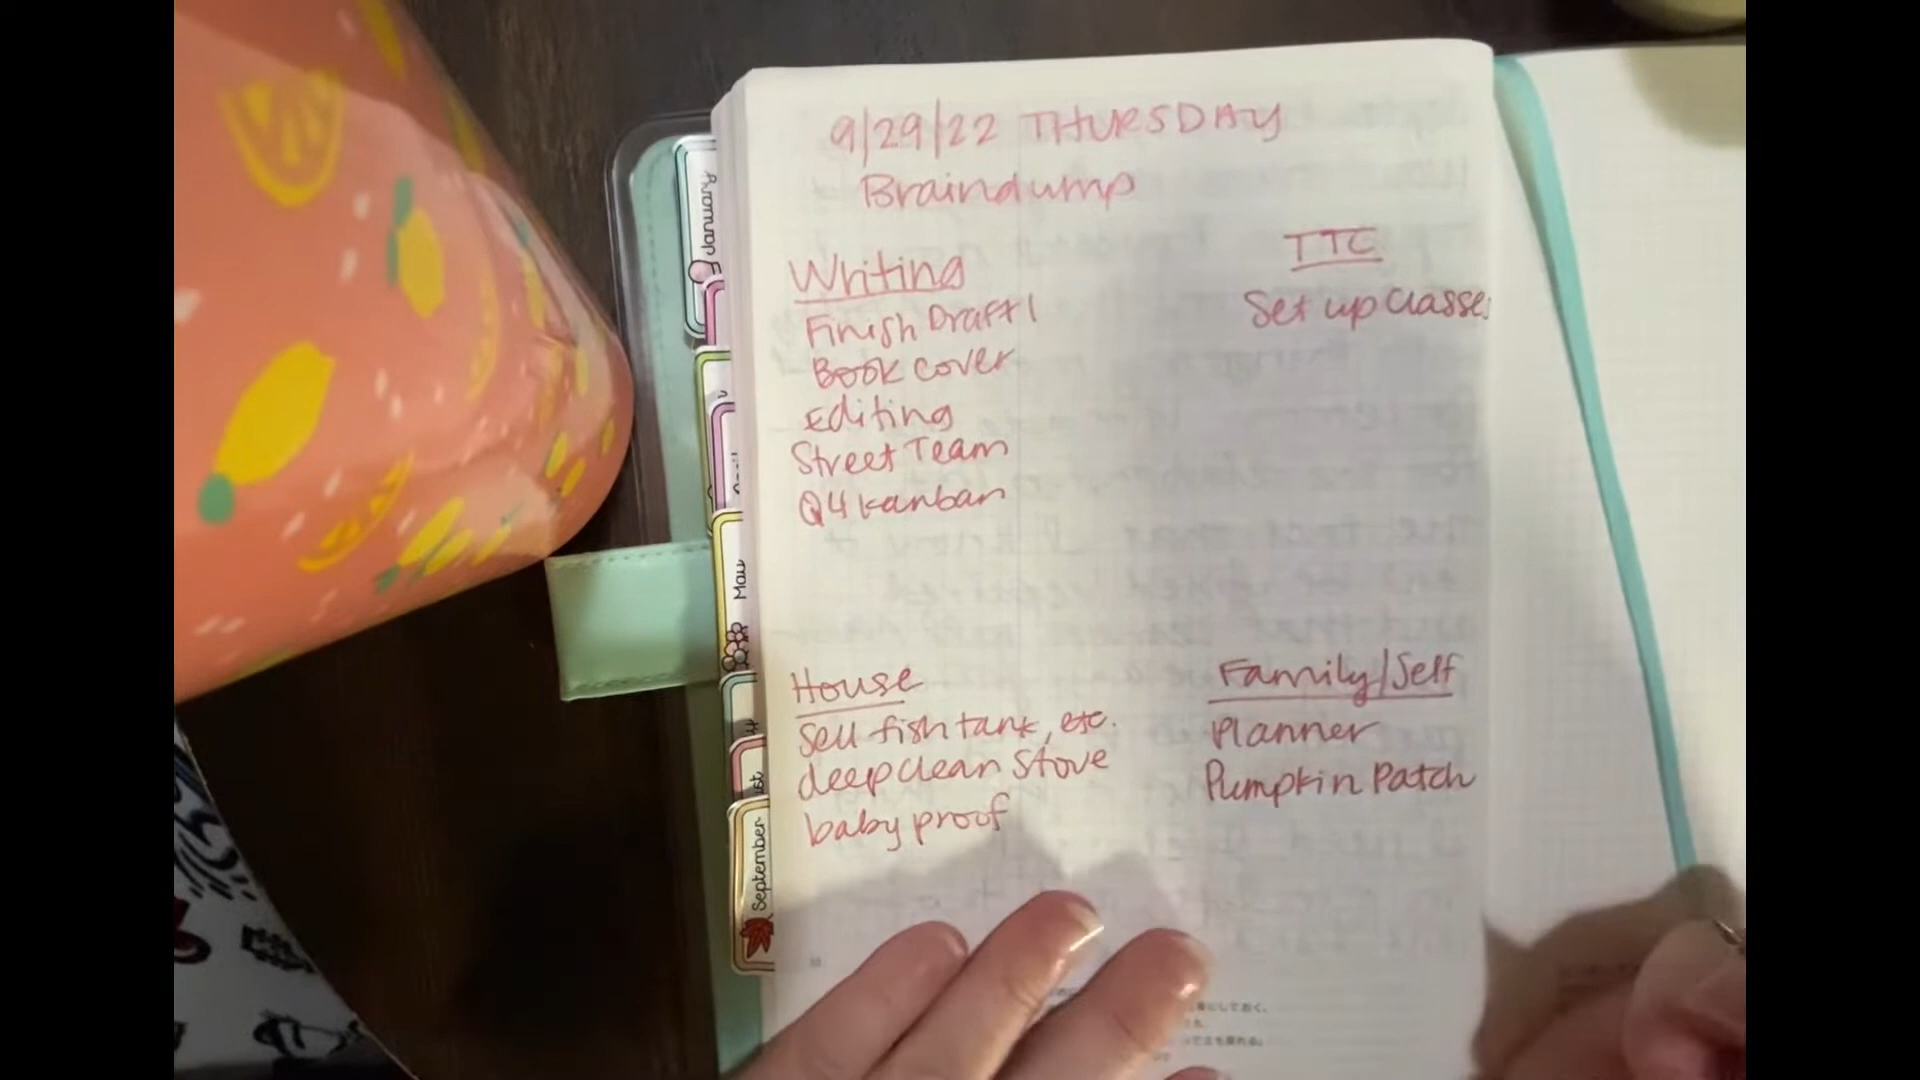 9/29/22 THURSDAY
Braindump
Writing
Finish Draft 1
Book cover
Editing
Street Team
Q4 Kanban
TTC
Set up Classes
House
Sell fish tank, etc.
deep clean Stove
baby proof
Family/Self
Planner
Pumpkin Patch
January
May
September